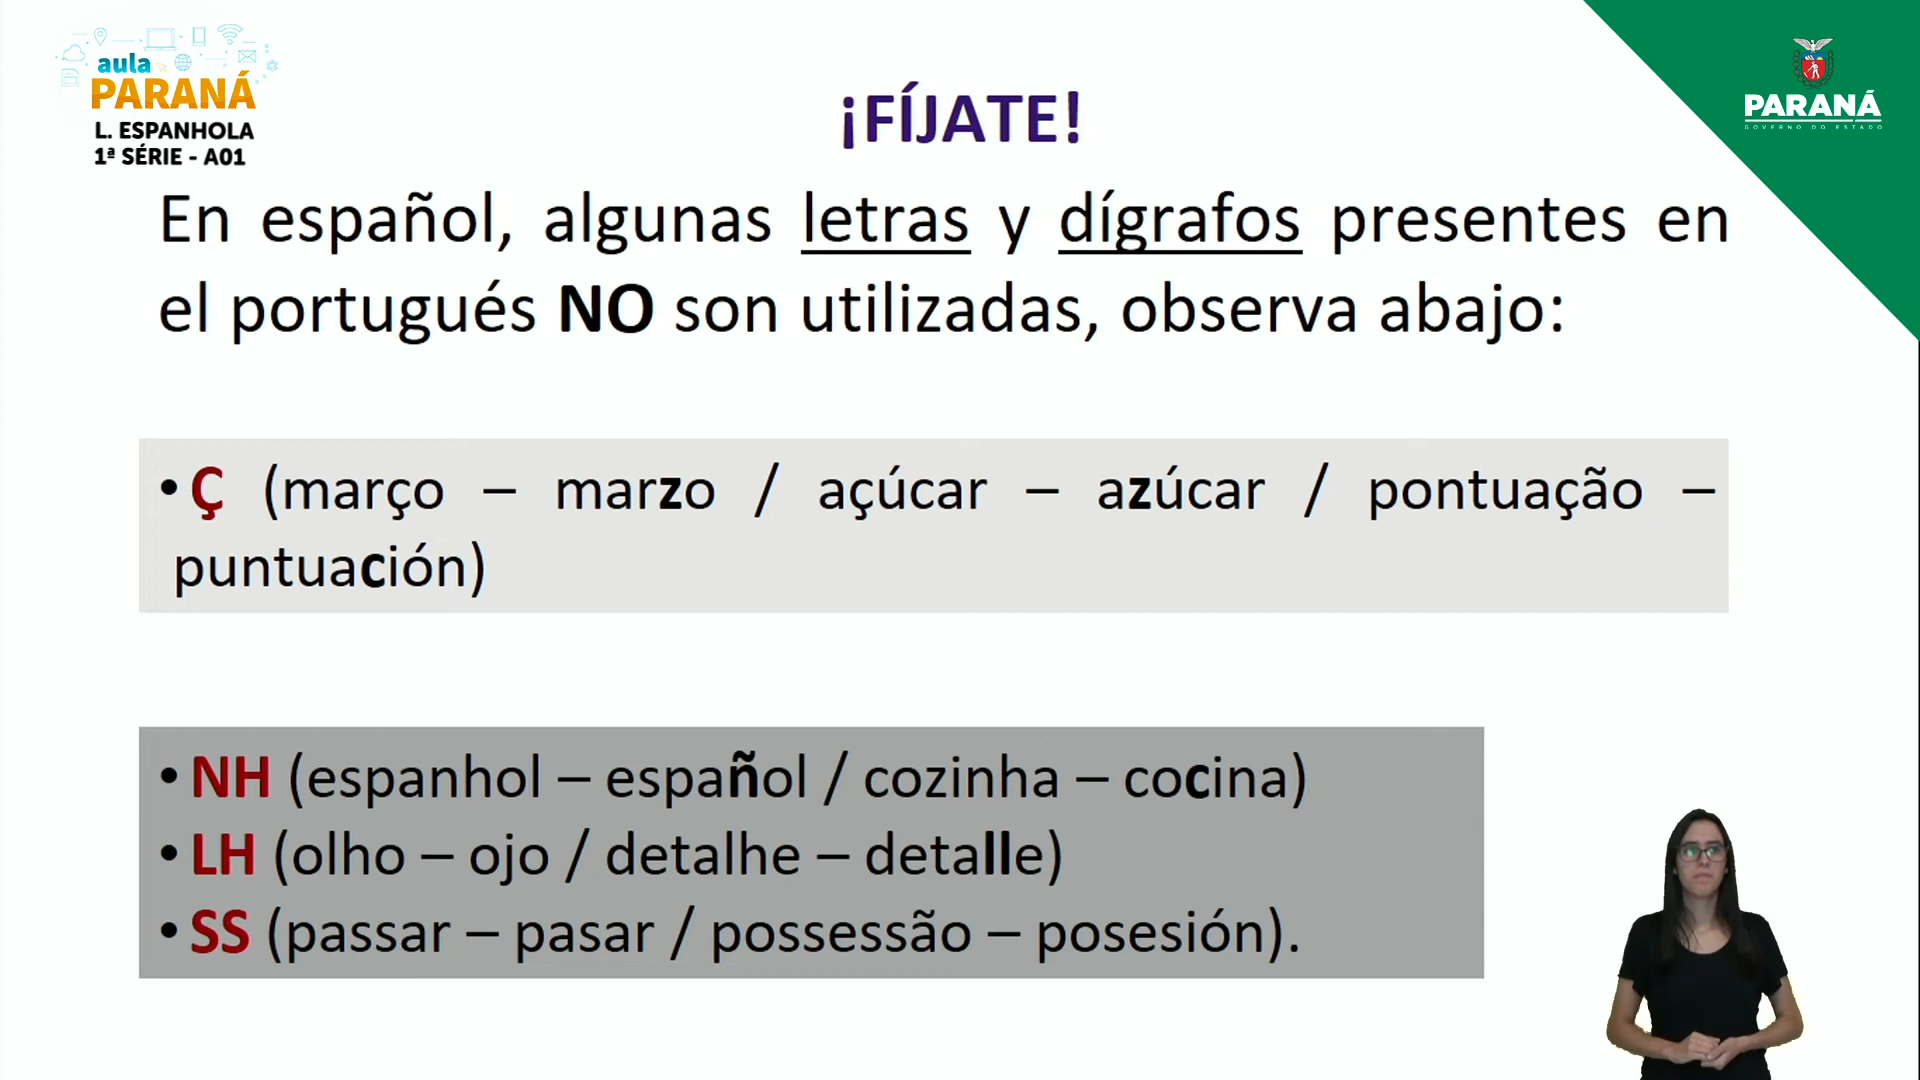 aula
PARANÁ
L. ESPANHOLA
1ª SÉRIE - A01
PARANÁ
GOVERNO DO ESTADO
¡FÍJATE!
En español, algunas letras y dígrafos presentes en
el portugués NO son utilizadas, observa abajo:
• Ç (março – marzo / açúcar – azúcar / pontuação –
puntuación)
• NH (espanhol – español / cozinha – cocina)
• LH (olho – ojo / detalhe – detalle)
• SS (passar – pasar / possessão – posesión).